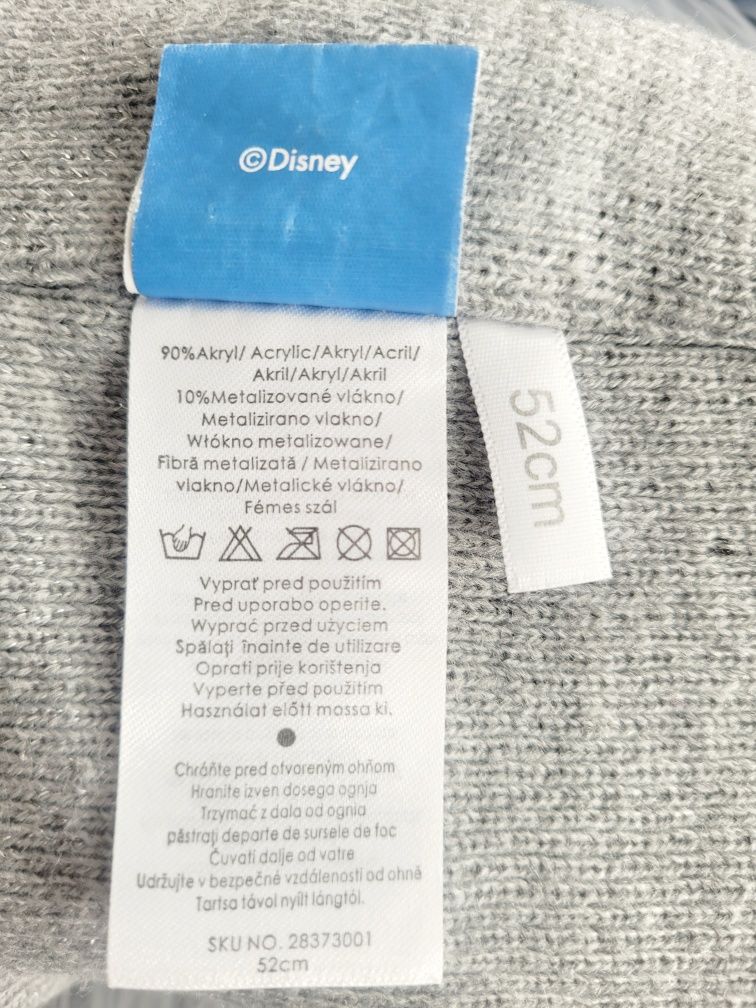 ©Disney
90%Akryl/ Acrylic/Akryl/Acril/
Akril/Akryl/Akril
10%Metalizované vlákno/
Metalizirano vlakno/
Włókno metalizowane/
Fibră metalizată / Metalizirano
vlakno/Metalické vlákno/
Fémes szál
Vyprať pred použitím
Pred uporabo operite.
Wyprać przed użyciem
Spălați înainte de utilizare
Oprati prije korištenja
Vyperte před použitím
Használat előtt mossa ki.
Chráňte pred otvoreným ohňom
Hranite izven dosega ognja
Trzymać z dala od ognia
păstrați departe de sursele de foc
Čuvati dalje od vatre
Udržujte v bezpečné vzdálenosti od ohně
Tartsa távol nyílt lángtól.
SKU NO. 28373001
52cm
52cm